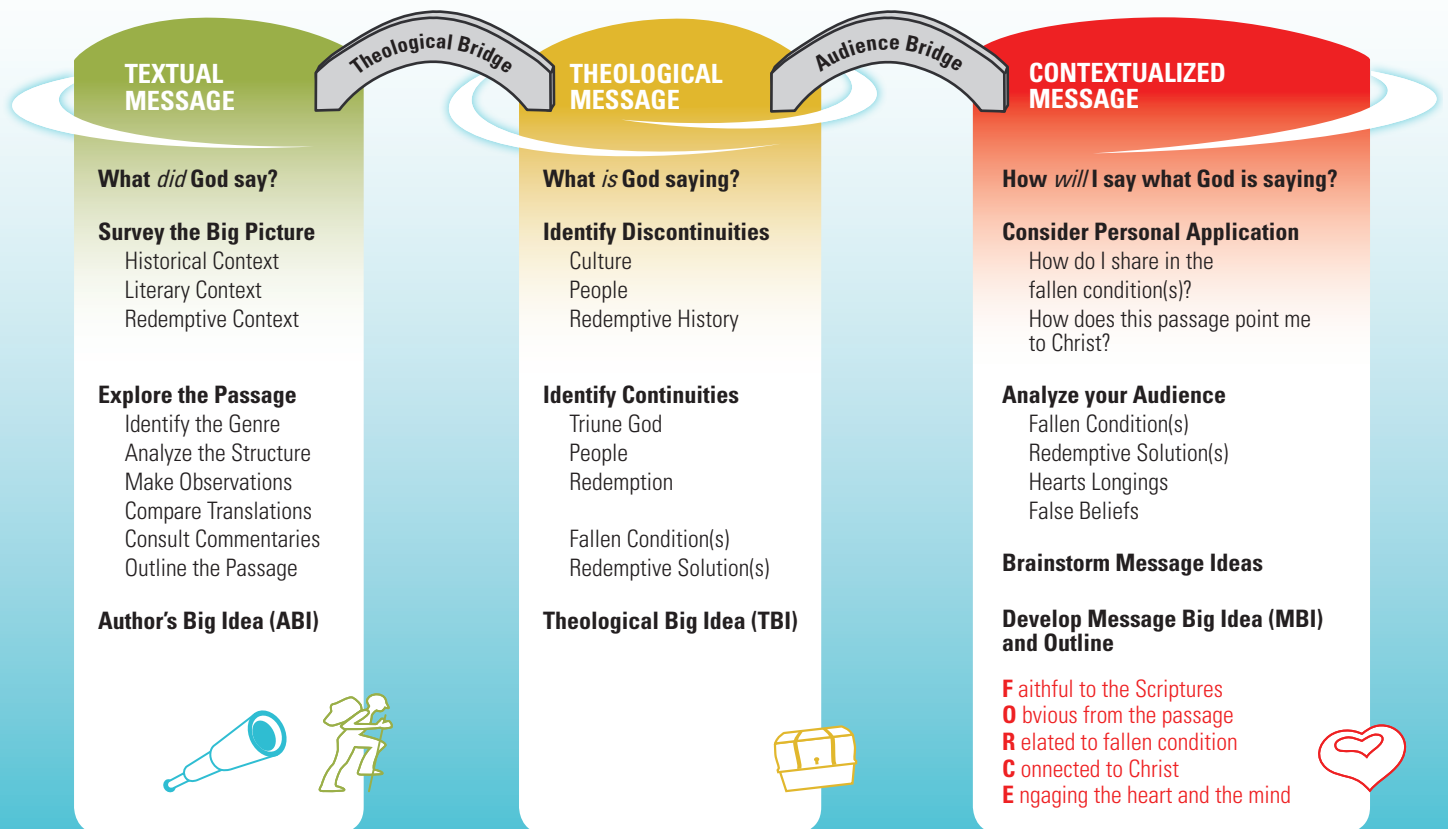 Theological Bridge
Audience Bridge
TEXTUAL
MESSAGE
What did God say?
Survey the Big Picture
Historical Context
Literary Context
Redemptive Context
Explore the Passage
Identify the Genre
Analyze the Structure
Make Observations
Compare Translations
Consult Commentaries
Outline the Passage
Author's Big Idea (ABI)
THEOLOGICAL
MESSAGE
What is God saying?
Identify Discontinuities
Culture
People
Redemptive History
Identify Continuities
Triune God
People
Redemption
Fallen Condition(s)
Redemptive Solution(s)
Theological Big Idea (TBI)
CONTEXTUALIZED
MESSAGE
How will I say what God is saying?
Consider Personal Application
How do I share in the
fallen condition(s)?
How does this passage point me
to Christ?
Analyze your Audience
Fallen Condition(s)
Redemptive Solution(s)
Hearts Longings
False Beliefs
Brainstorm Message Ideas
Develop Message Big Idea (MBI)
and Outline
F aithful to the Scriptures
O bvious from the passage
R elated to fallen condition
C onnected to Christ
E ngaging the heart and the mind